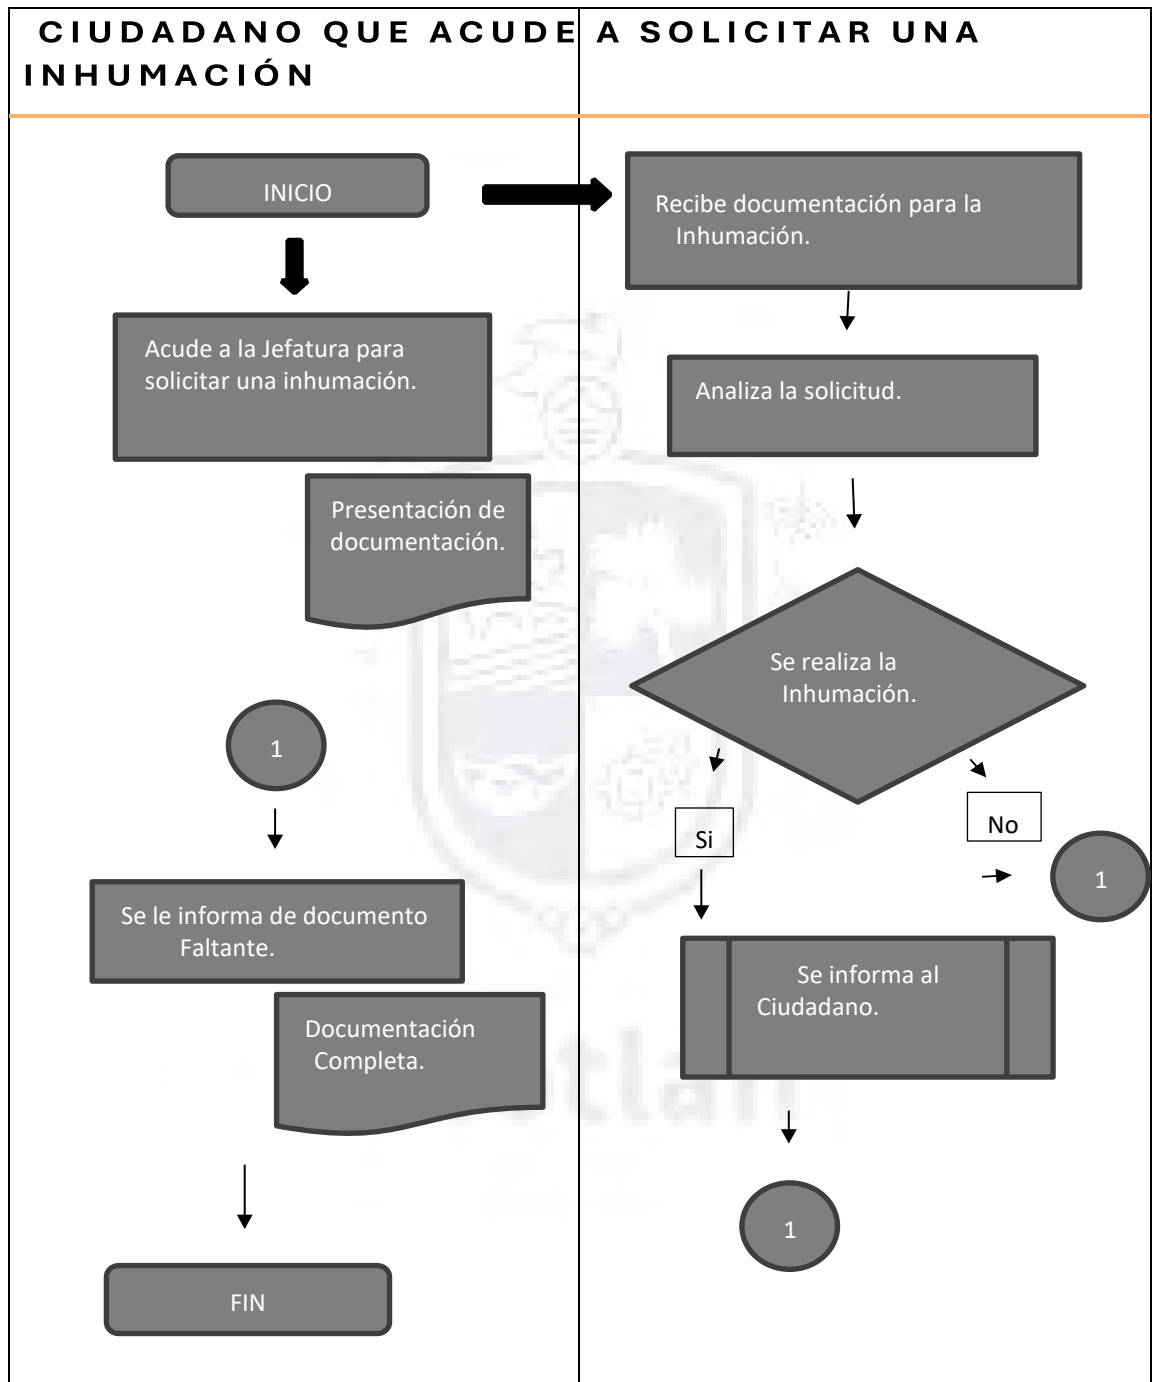 CIUDADANO QUE ACUDE A SOLICITAR UNA
INHUMACIÓN
INICIO
Acude a la Jefatura para
solicitar una inhumación.
Presentación de
documentación.
1
Se le informa de documento
Faltante.
Documentación
Completa.
FIN
Recibe documentación para la
Inhumación.
Analiza la solicitud.
Se realiza la
Inhumación.
Si
No
1
Se informa al
Ciudadano.
1